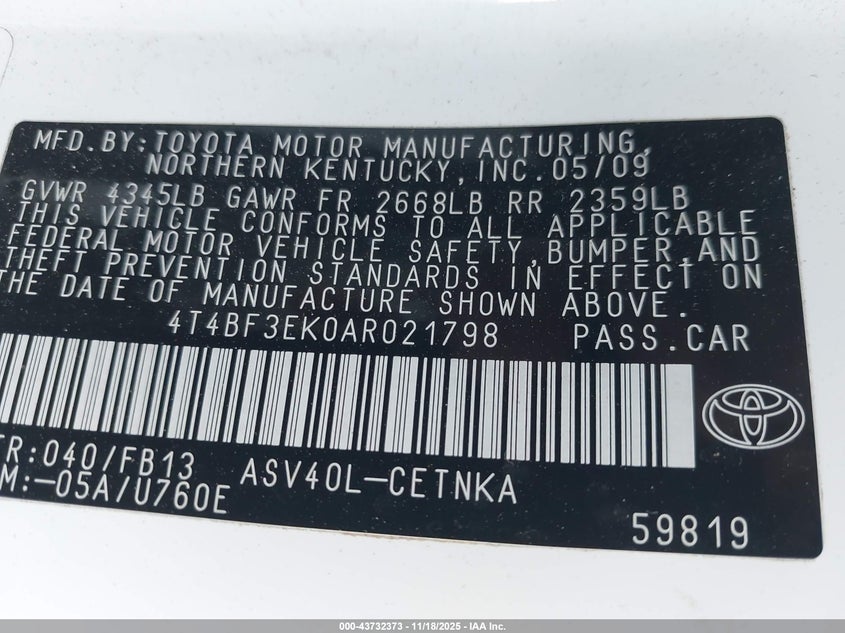 MFD. BY: TOYOTA MOTOR MANUFACTURING,
NORTHERN KENTUCKY, INC. 05/09
GVWR 4345LB GAWR FR 2668LB RR 2359LB
THIS VEHICLE CONFORMS TO ALL APPLICABLE
FEDERAL MOTOR VEHICLE SAFETY, BUMPER, AND
THEFT PREVENTION STANDARDS IN EFFECT ON
THE DATE OF MANUFACTURE SHOWN ABOVE.
4T4BF3EK0AR021798 PASS. CAR
TR:040/FB13 ASV40L-CETNKA
M:-05A/U760E
59819
000-43732373 - 11/18/2025 - IAA Inc.